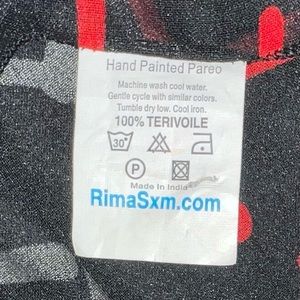 Hand Painted Pareo
Machine wash cool water.
Gentle cycle with similar colors.
Tumble dry low. Cool iron.
100% TERIVOILE
30°
P
Made In India
RimaSxm.com